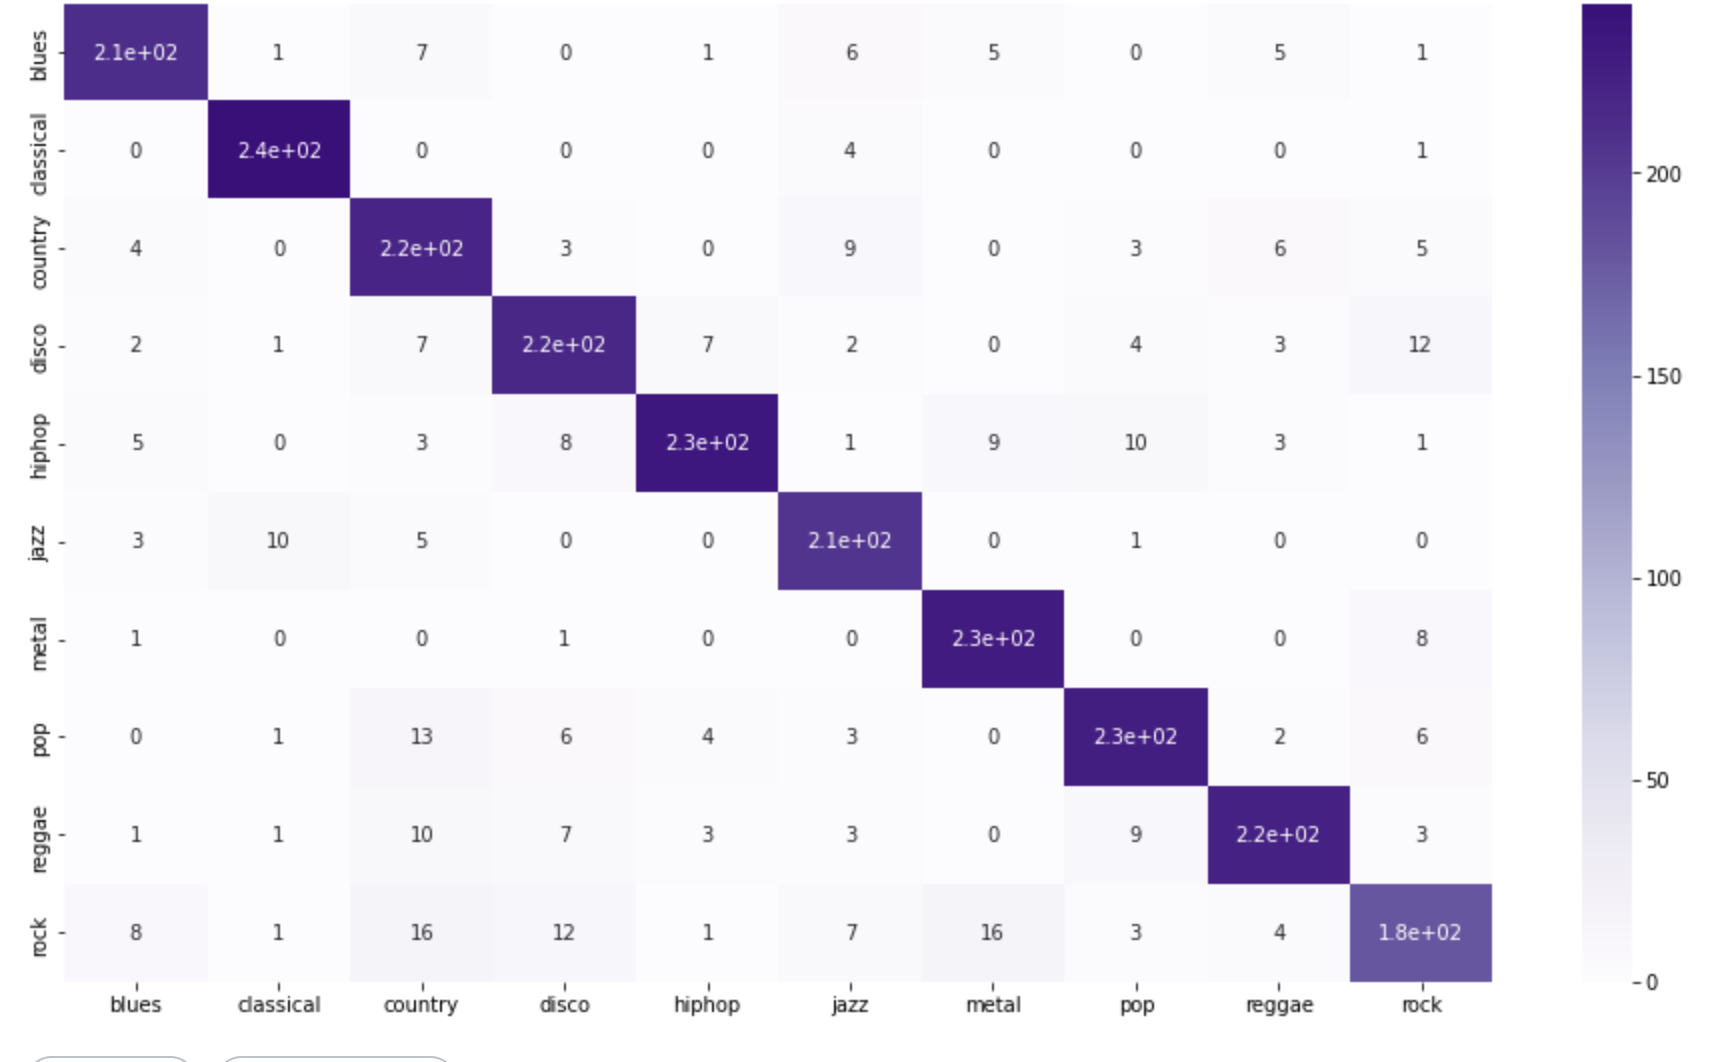 blues 2.1e+02 1 7 0 1 6 5 0 5 1
classical 0 2.4e+02 0 0 0 4 0 0 0 1
200
country 4 0 2.2e+02 3 0 9 0 3 6 5
disco 2 1 7 2.2e+02 7 2 0 4 3 12
150
hiphop 5 0 3 8 2.3e+02 1 9 10 3 1
jazz 3 10 5 0 0 2.1e+02 0 1 0 0
100
metal 1 0 0 1 0 0 2.3e+02 0 0 8
pop 0 1 13 6 4 3 0 2.3e+02 2 6
50
reggae 1 1 10 7 3 3 0 9 2.2e+02 3
rock 8 1 16 12 1 7 16 3 4 1.8e+02
0
blues classical country disco hiphop jazz metal pop reggae rock